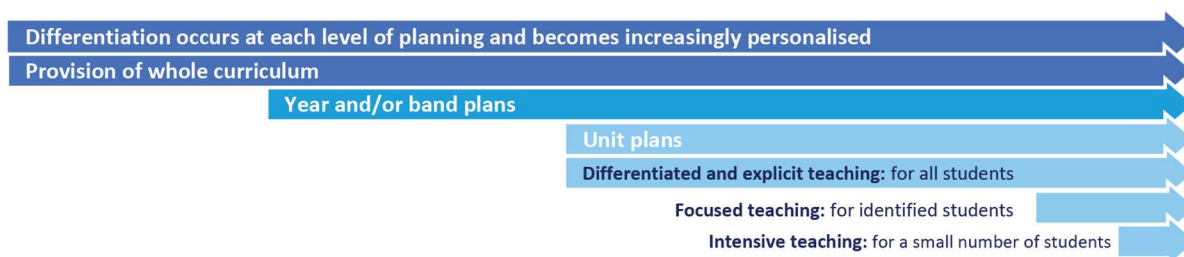 Differentiation occurs at each level of planning and becomes increasingly personalised
Provision of whole curriculum
Year and/or band plans
Unit plans
Differentiated and explicit teaching: for all students
Focused teaching: for identified students
Intensive teaching: for a small number of students